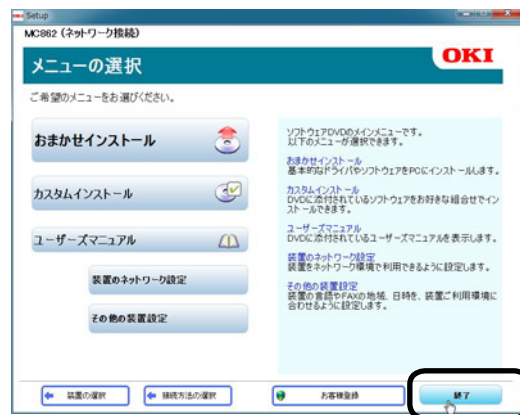 Setup
MC862 (ネットワーク接続)
メニューの選択
OKI
ご希望のメニューをお選びください。
おまかせインストール
カスタムインストール
ユーザーズマニュアル
装置のネットワーク設定
その他の装置設定
ソフトウェアDVDのメインメニューです。
以下のメニューが選択できます。
おまかせインストール
基本的なドライバやソフトウェアをPCにインストールします。
カスタムインストール
DVDに添付されているソフトウェアをお好きな組合せでイン
ストールできます。
ユーザーズマニュアル
DVDに添付されているユーザーズマニュアルを表示します。
装置のネットワーク設定
装置をネットワーク環境で利用できるように設定します。
その他の装置設定
装置の言語やFAXの地域、日時を、装置ご利用環境に
合わせるように設定します。
装置の選択
接続方法の選択
お客様登録
終了